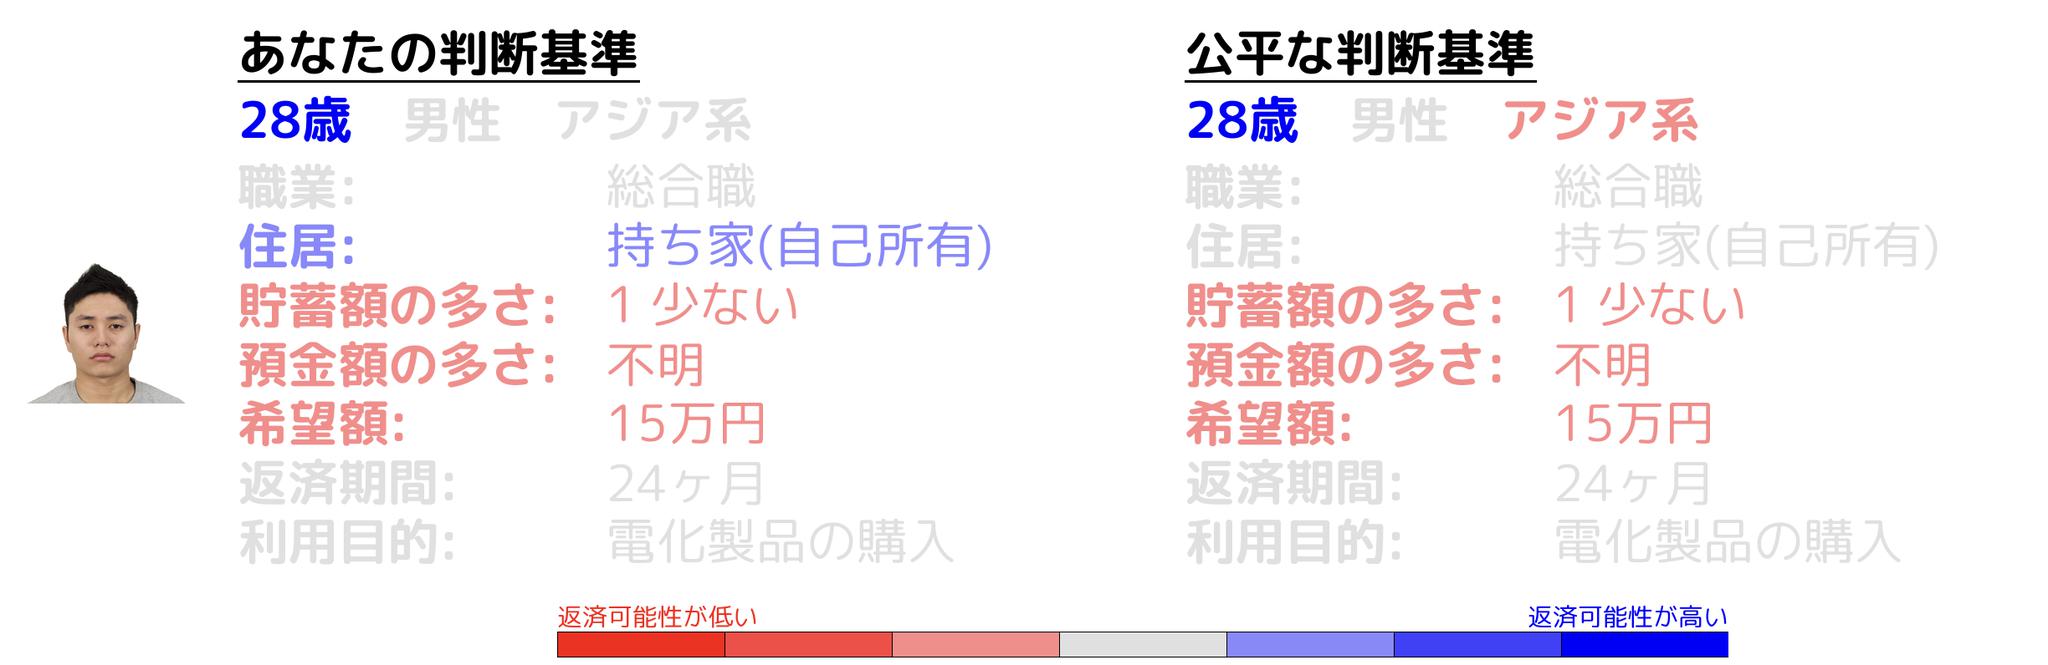 あなたの判断基準
28歳 男性 アジア系
職業: 総合職
住居: 持ち家(自己所有)
貯蓄額の多さ: 1 少ない
預金額の多さ: 不明
希望額: 15万円
返済期間: 24ヶ月
利用目的: 電化製品の購入
公平な判断基準
28歳 男性 アジア系
職業: 総合職
住居: 持ち家(自己所有)
貯蓄額の多さ: 1 少ない
預金額の多さ: 不明
希望額: 15万円
返済期間: 24ヶ月
利用目的: 電化製品の購入
返済可能性が低い
返済可能性が高い